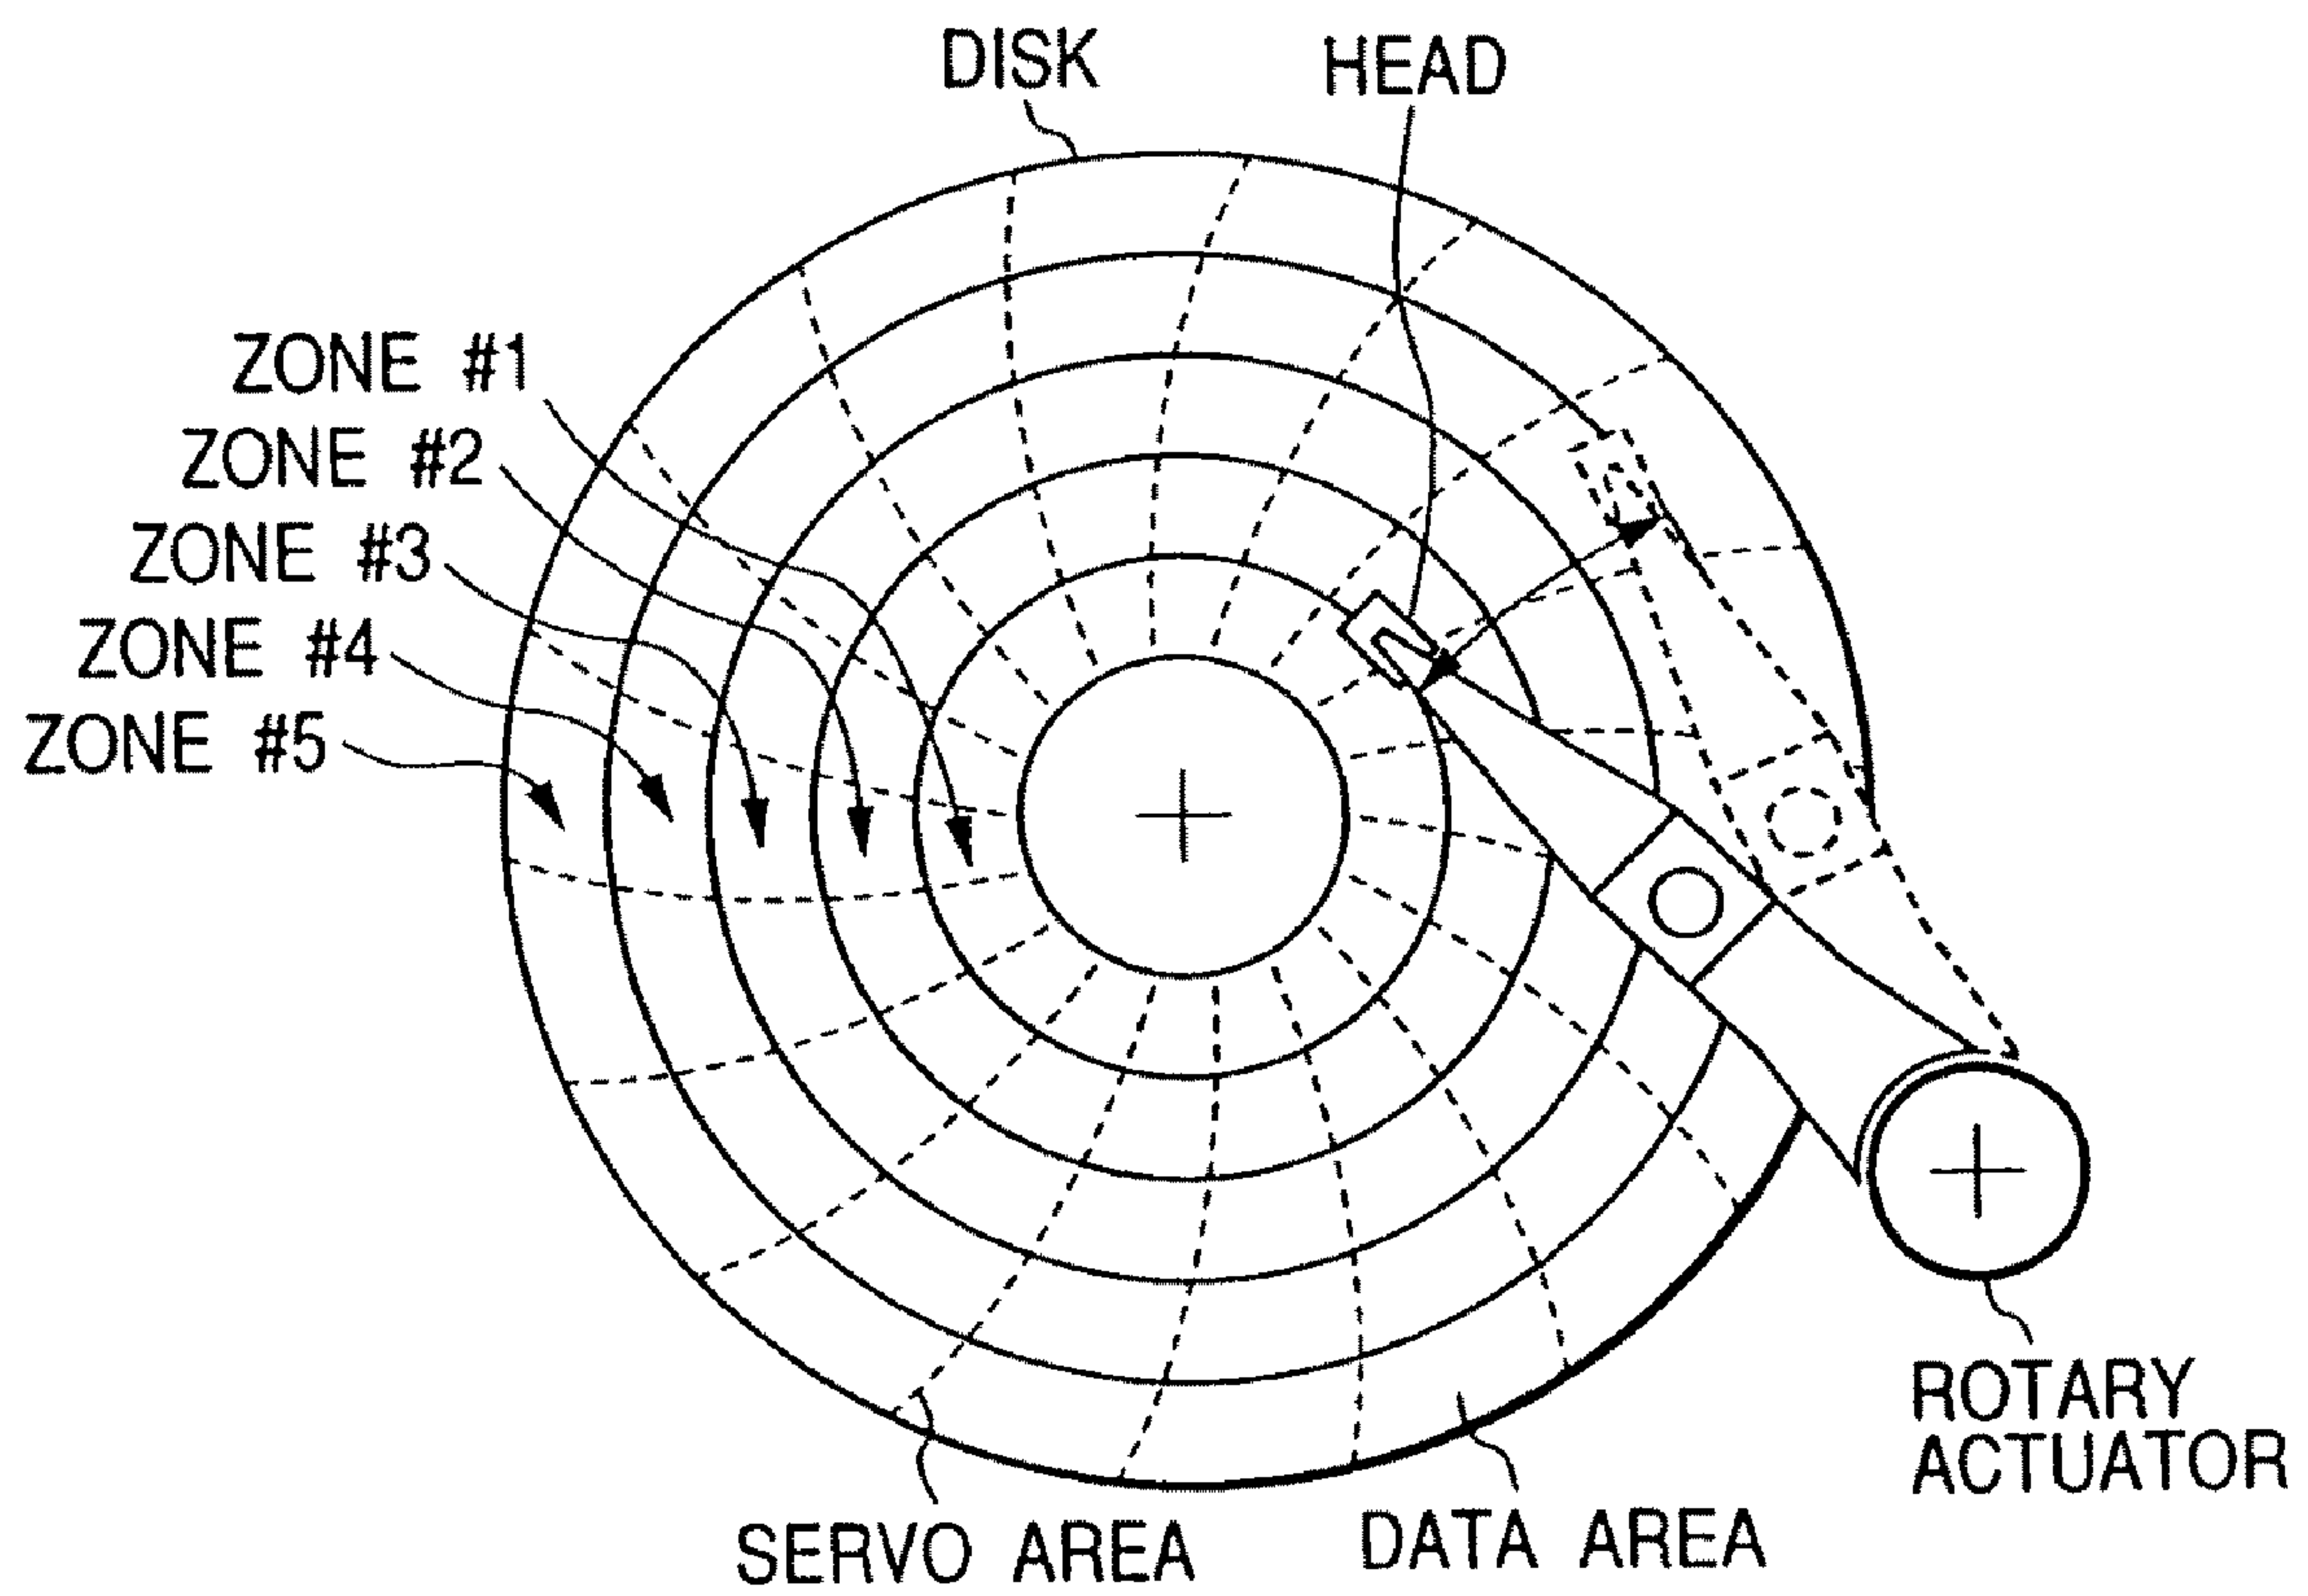 DISK
HEAD
ZONE #1
ZONE #2
ZONE #3
ZONE #4
ZONE #5
ROTARY
ACTUATOR
SERVO AREA
DATA AREA